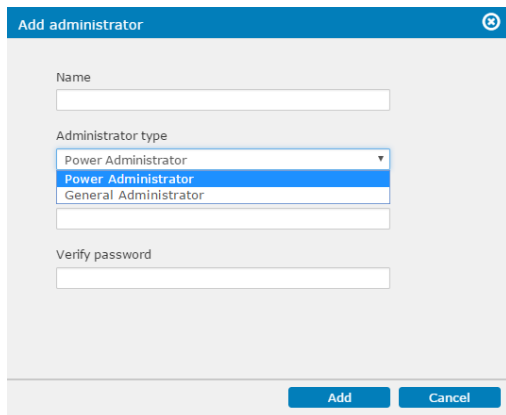 Add administrator
Name
Administrator type
Power Administrator
Power Administrator
General Administrator
Verify password
Add
Cancel